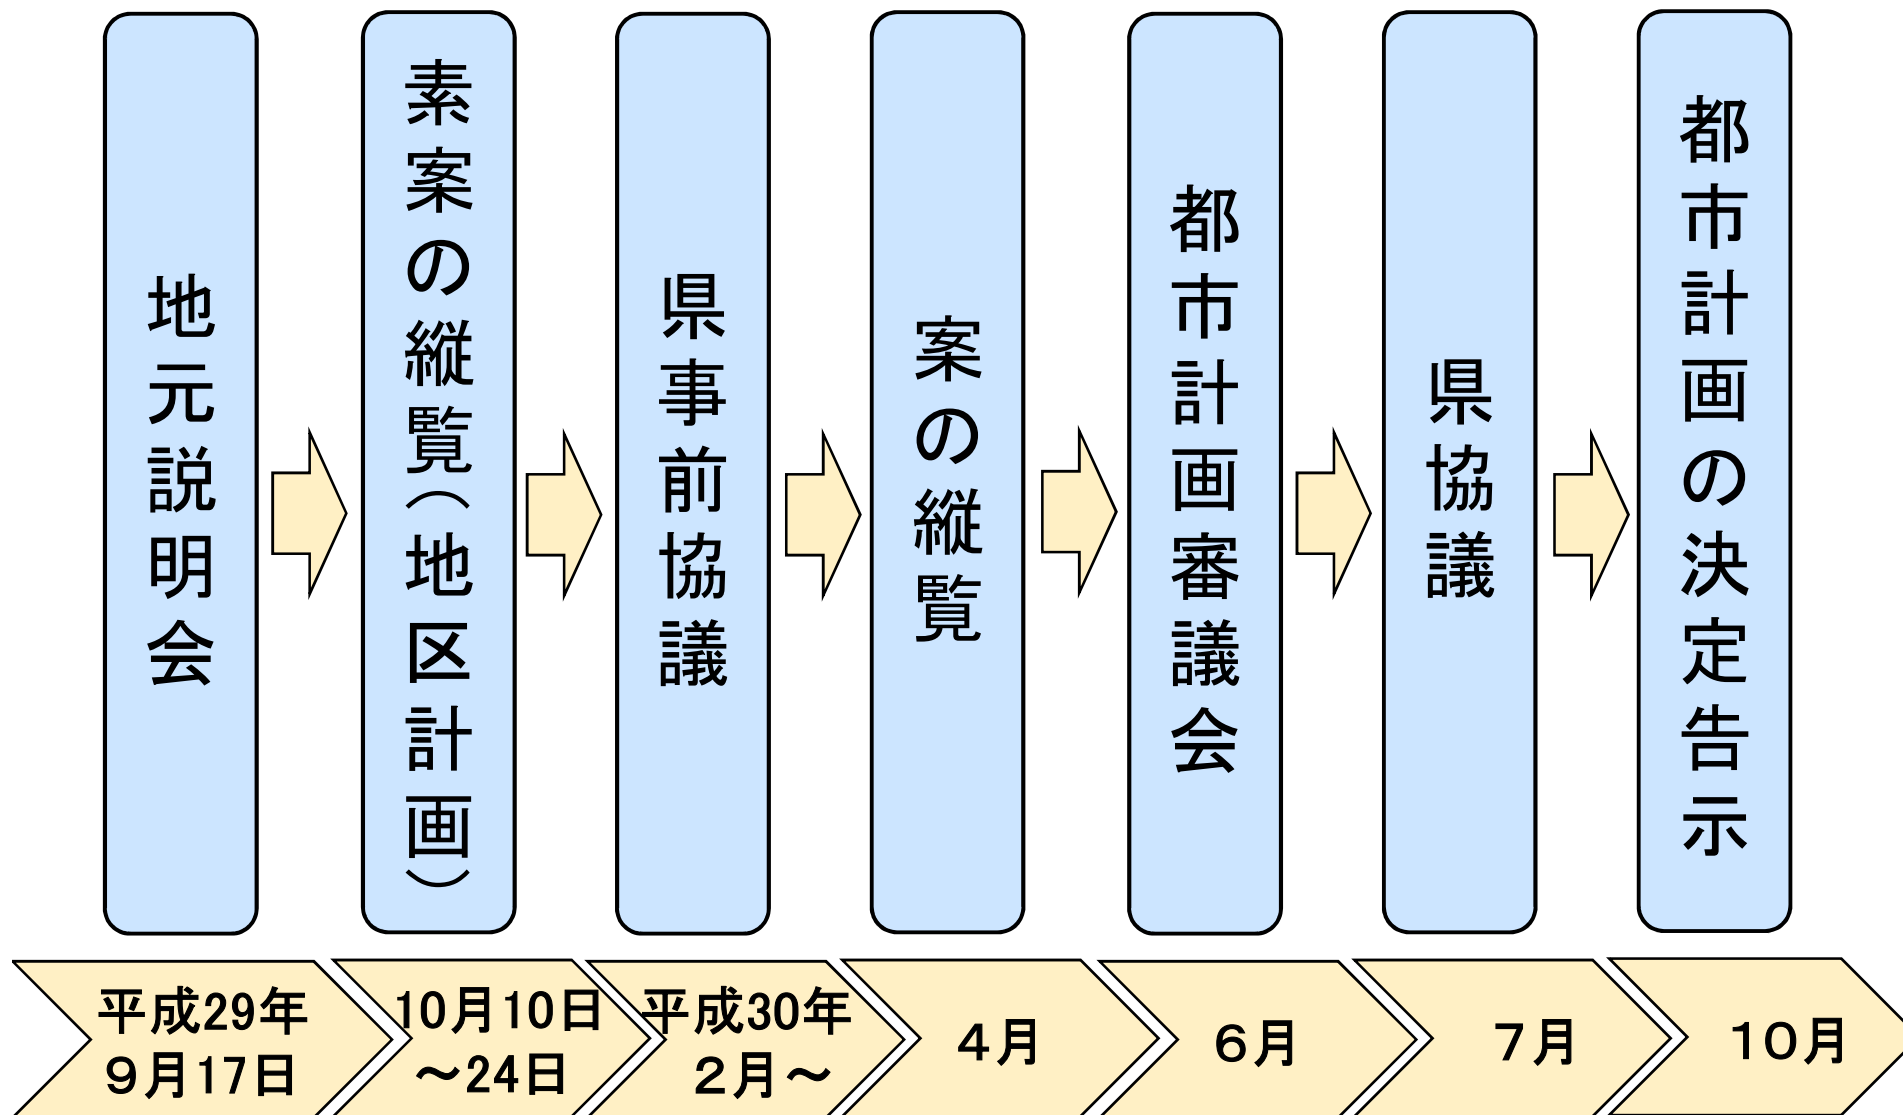 地元説明会
素案の縦覧（地区計画）
県事前協議
案の縦覧
都市計画審議会
県協議
都市計画の決定告示
平成29年
９月17日
10月10日
～24日
平成30年
２月～
４月
６月
７月
１０月